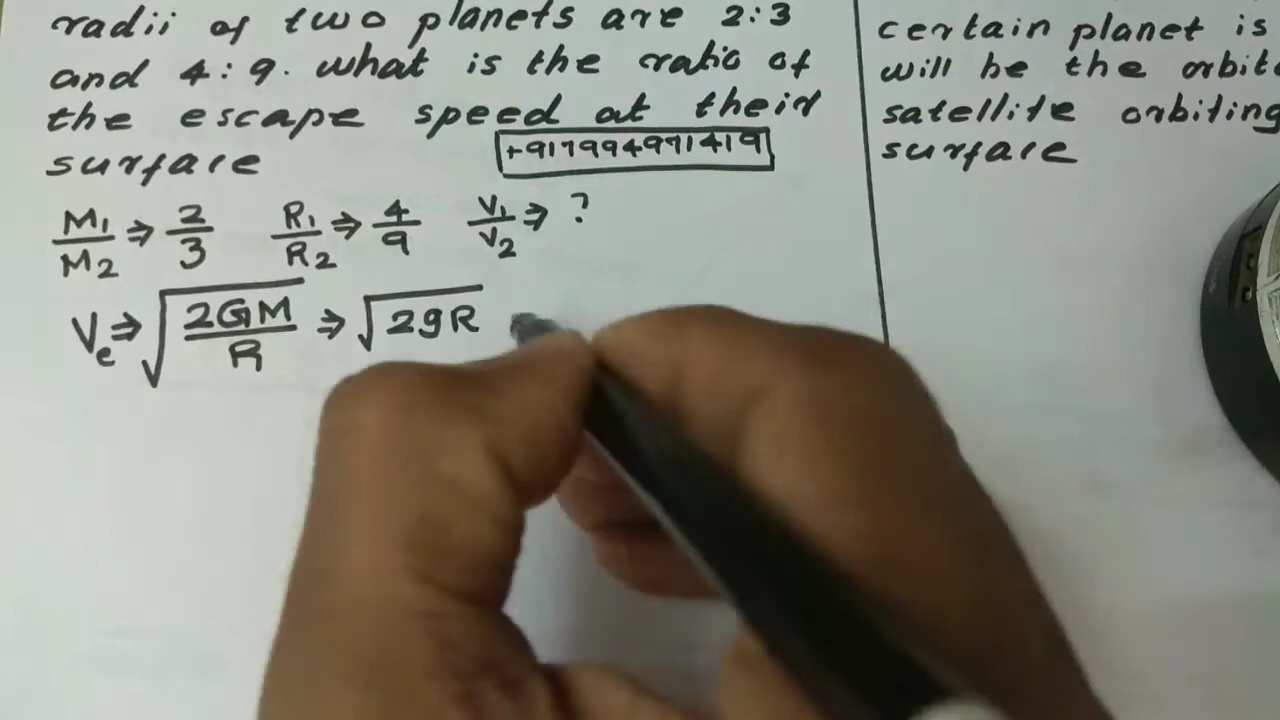 radii of two planets are 2:3
and 4:9. what is the ratio of
the escape speed at their
surface
+917994971419
M1/M2 ⇒ 2/3 R1/R2 ⇒ 4/9 V1/V2 ⇒ ?
Ve ⇒ √(2GM/R) ⇒ √2gR
certain planet is
will be the
satellite orbiting
surface